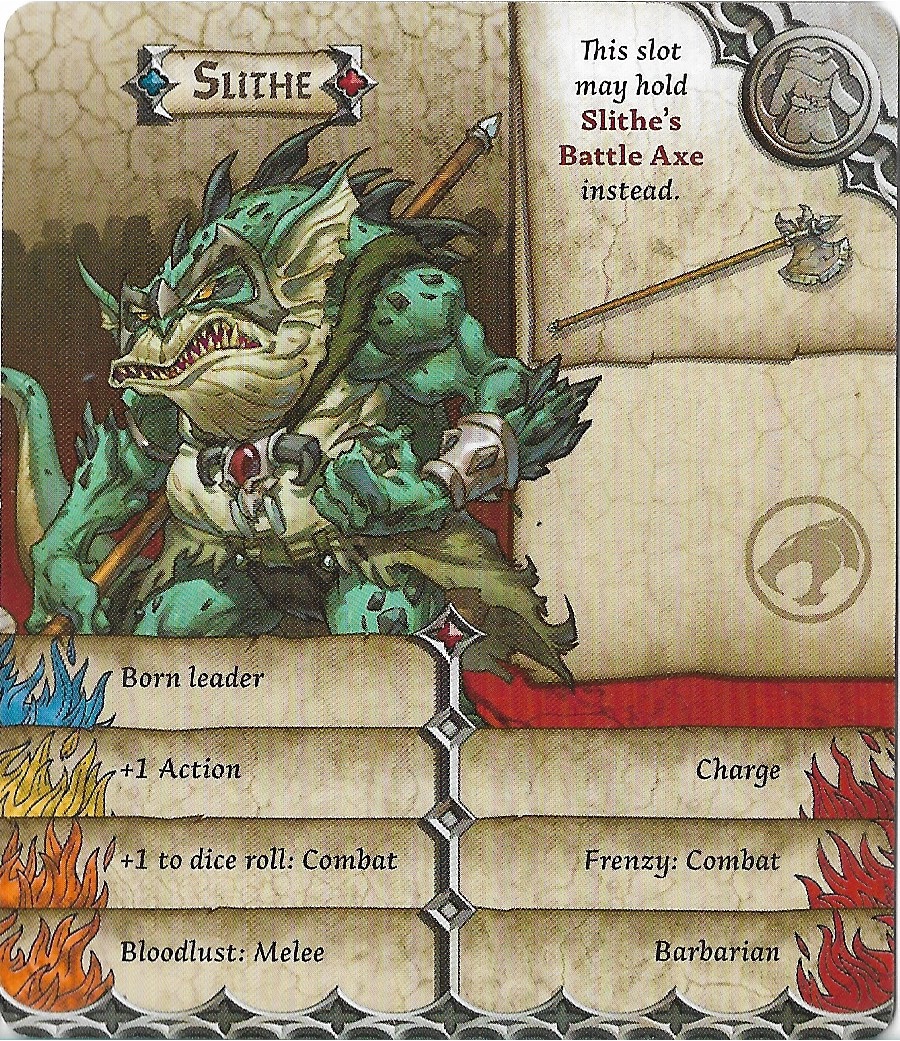 Slithe
This slot
may hold
Slithe's
Battle Axe
instead.
Born leader
+1 Action
+1 to dice roll: Combat
Bloodlust: Melee
Charge
Frenzy: Combat
Barbarian